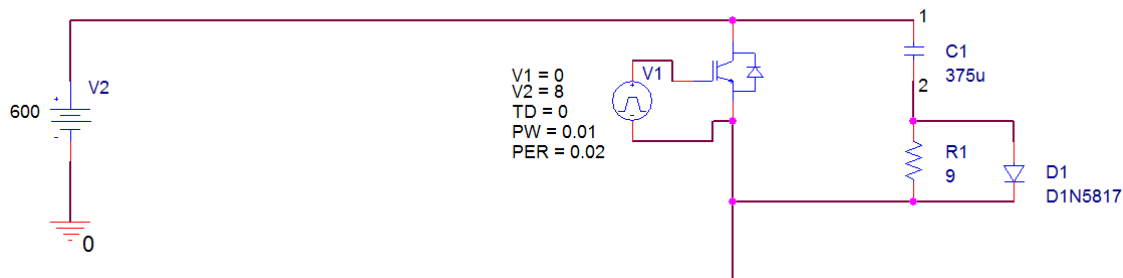 600
+
V2
-
0
V1 = 0
V2 = 8
TD = 0
PW = 0.01
PER = 0.02
+
V1
-
1
C1
375u
2
R1
9
D1
D1N5817